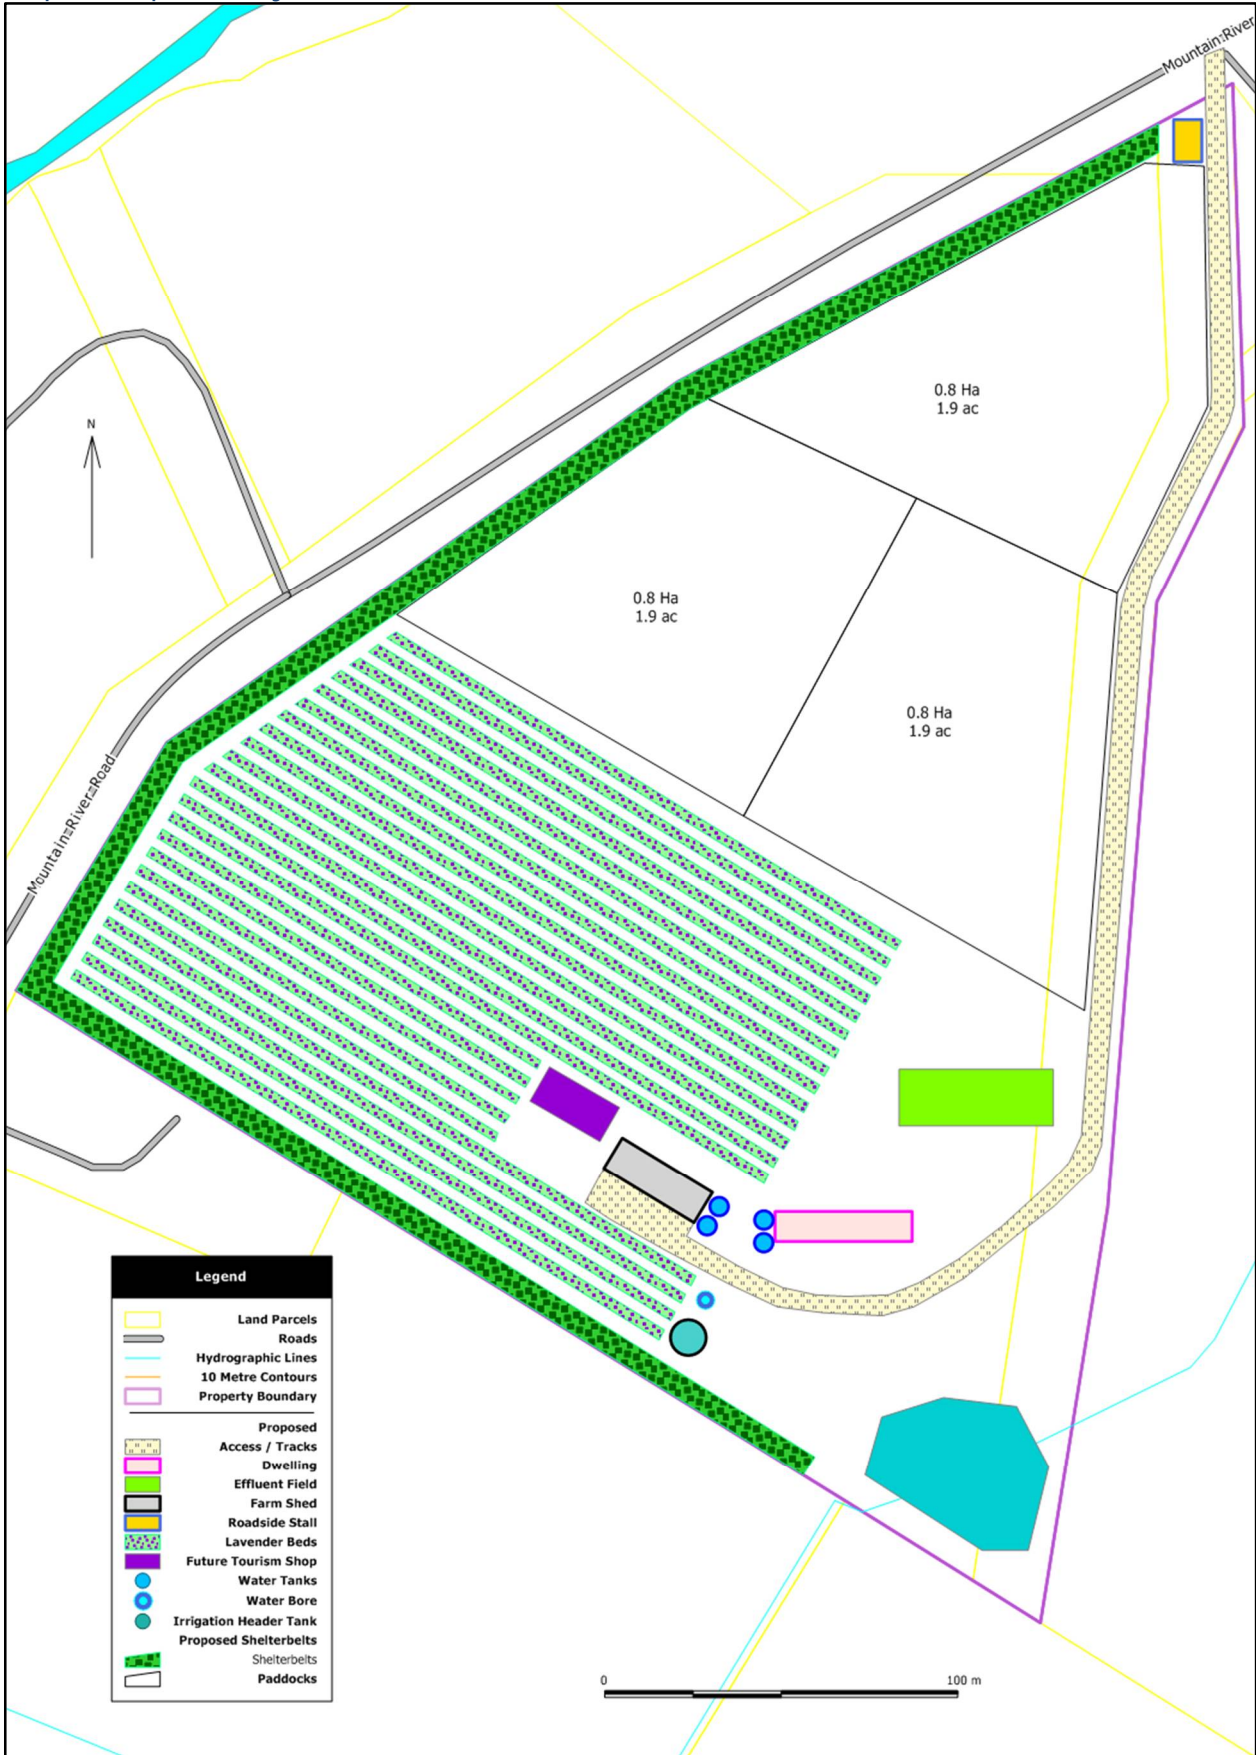 Mountain River
0.8 Ha
1.9 ac
N
0.8 Ha
1.9 ac
0.8 Ha
1.9 ac
Mountain River Road
Legend
Land Parcels
Roads
Hydrographic Lines
10 Metre Contours
Property Boundary
Proposed
Access / Tracks
Dwelling
Effluent Field
Farm Shed
Roadside Stall
Lavender Beds
Future Tourism Shop
Water Tanks
Water Bore
Irrigation Header Tank
Proposed Shelterbelts
Shelterbelts
Paddocks
0 100 m